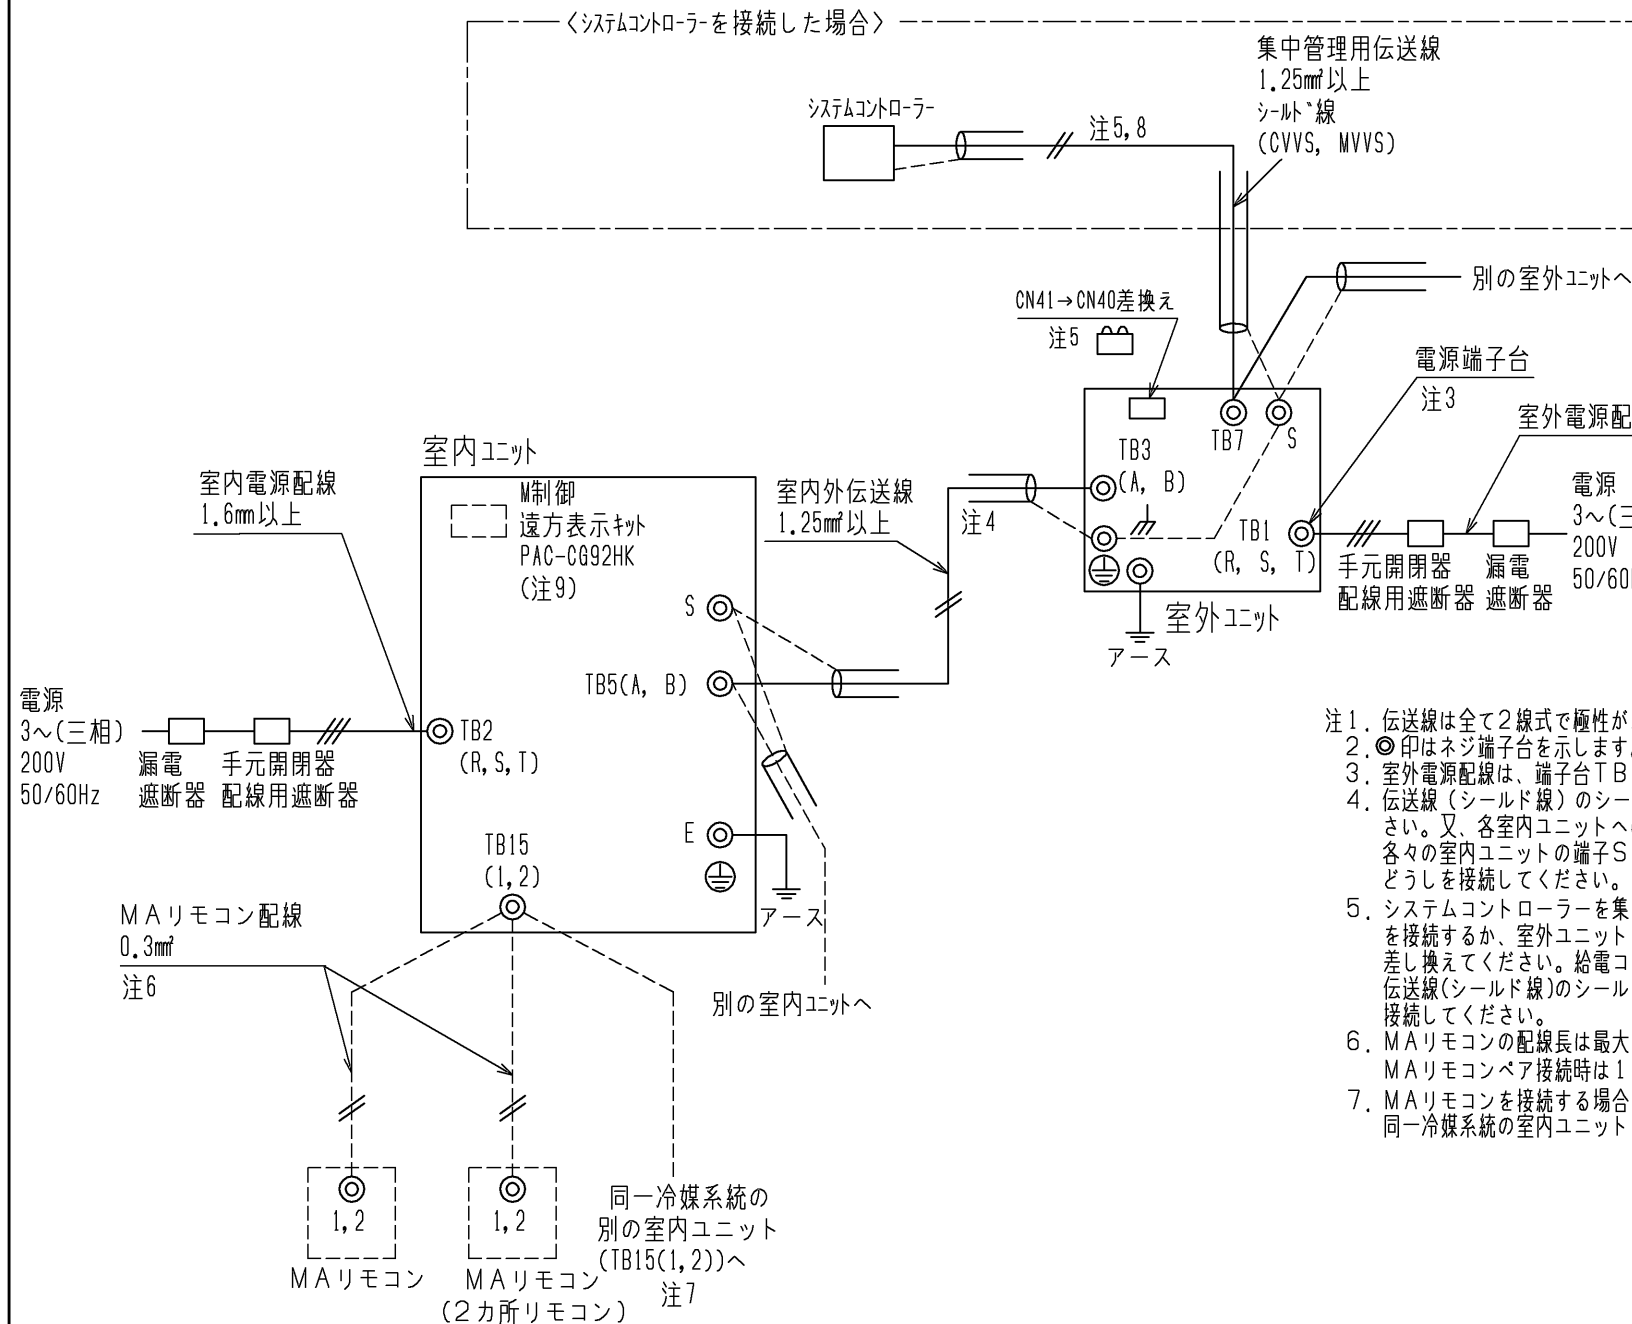 〈システムコントローラーを接続した場合〉
集中管理用伝送線
1.25mm²以上
シールド線
(CVVS, MVVS)
システムコントローラー
注5,8
別の室外ユニットへ
CN41→CN40差換え
注5
電源端子台
注3
室外電源配
TB7
S
TB3
(A, B)
TB1
(R, S, T)
電源
3～(三
200V
50/60
手元開閉器
配線用遮断器
漏電
遮断器
室外ユニット
アース
室内ユニット
室内電源配線
1.6mm以上
M制御
遠方表示キット
PAC-CG92HK
(注9)
室内外伝送線
1.25mm²以上
注4
S
TB5(A, B)
電源
3～(三相)
200V
50/60Hz
漏電
遮断器
手元開閉器
配線用遮断器
TB2
(R,S,T)
E
アース
TB15
(1,2)
MAリモコン配線
0.3mm²
注6
別の室内ユニットへ
1,2
MAリモコン
1,2
MAリモコン
(2カ所リモコン)
同一冷媒系統の
別の室内ユニット
(TB15(1,2))へ
注7
注1. 伝送線は全て2線式で極性が
2. ◎印はネジ端子台を示します。
3. 室外電源配線は、端子台TB
4. 伝送線(シールド線)のシー
さい。又、各室内ユニットへ
各々の室内ユニットの端子S
どうしを接続してください。
5. システムコントローラーを集
を接続するか、室外ユニット
差し換えてください。給電コ
伝送線(シールド線)のシール
接続してください。
6. MAリモコンの配線長は最大
MAリモコンペア接続時は1
7. MAリモコンを接続する場合
同一冷媒系統の室内ユニット